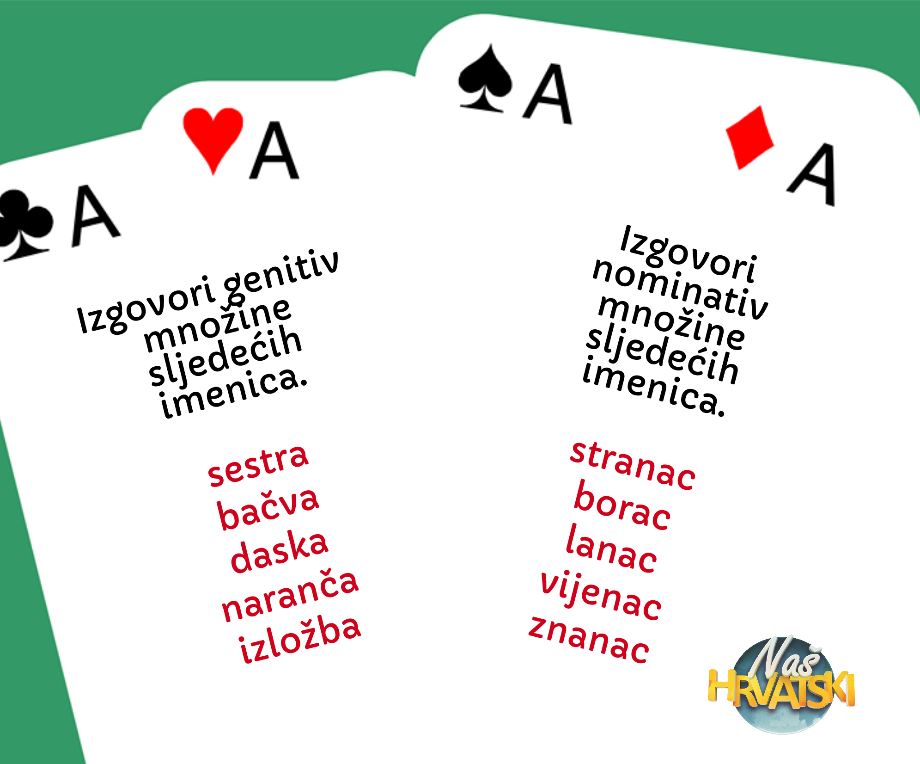 A
A
A
A
Izgovori genitiv
množine
sljedećih
imenica.
sestra
bačva
daska
naranča
izložba
Izgovori
nominativ
množine
sljedećih
imenica.
stranac
borac
lanac
vijenac
znanac
Naš
HRVATSKI